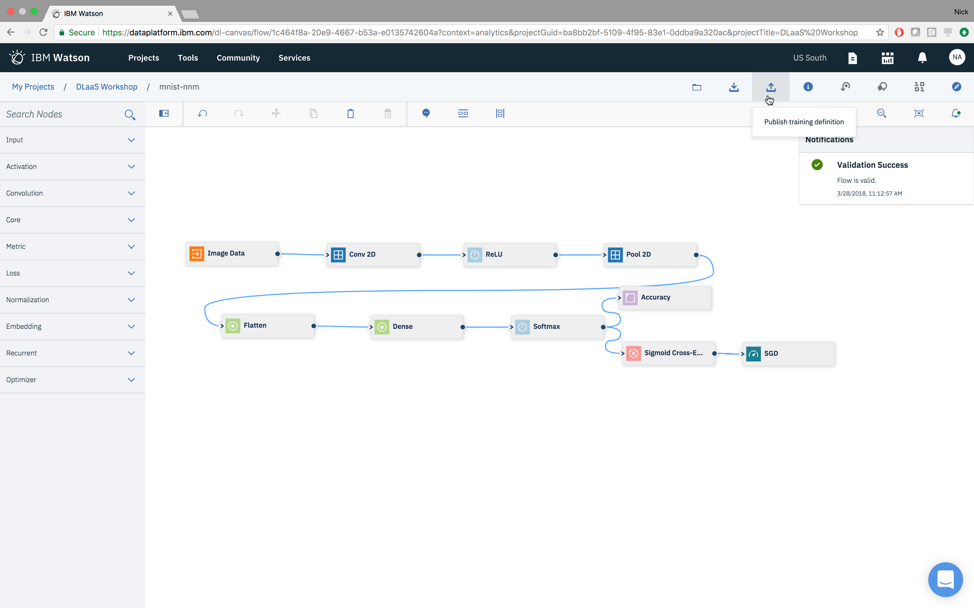 IBM Watson
Nick
Secure https://dataplatform.ibm.com/dl-canvas/flow/1c464f8a-20e9-4667-b53a-e0135742604a?context=analytics&projectGuid=ba8bb2bf-5109-4f95-83e1-0ddba9a320ac&projectTitle=DLaaS%20Workshop
IBM Watson
Projects
Tools
Community
Services
US South
NA
My Projects / DLaaS Workshop / mnist-nnm
Search Nodes
Publish training definition
Notifications
Validation Success
Flow is valid.
3/28/2018, 11:12:57 AM
Input
Activation
Convolution
Core
Metric
Loss
Normalization
Embedding
Recurrent
Optimizer
Image Data
Conv 2D
ReLU
Pool 2D
Accuracy
Flatten
Dense
Softmax
Sigmoid Cross-E...
SGD